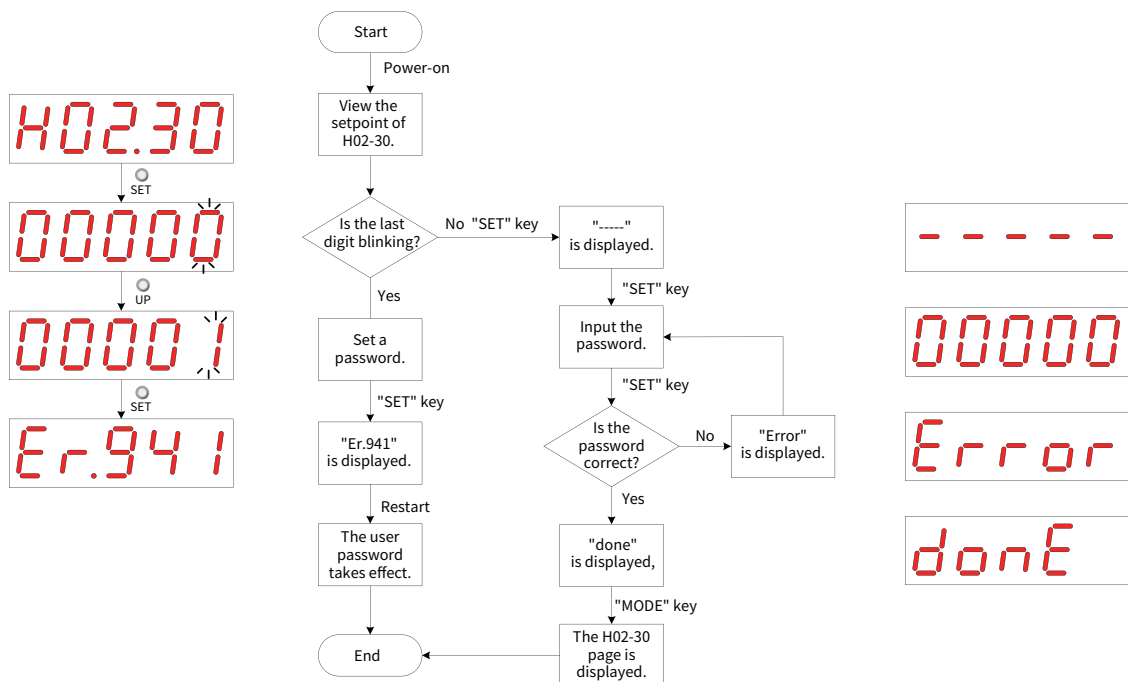 H02.30
SET
00000
UP
00001
SET
Er.941
Start
Power-on
View the
setpoint of
H02-30.
Is the last
digit blinking?
Yes
Set a
password.
"SET" key
"Er.941"
is displayed.
Restart
The user
password
takes effect.
End
No "SET" key
"-----"
is displayed.
"SET" key
Input the
password.
"SET" key
Is the
password
correct?
No
"Error"
is displayed.
Yes
"done"
is displayed,
"MODE" key
The H02-30
page is
displayed.
-----
00000
Error
donE